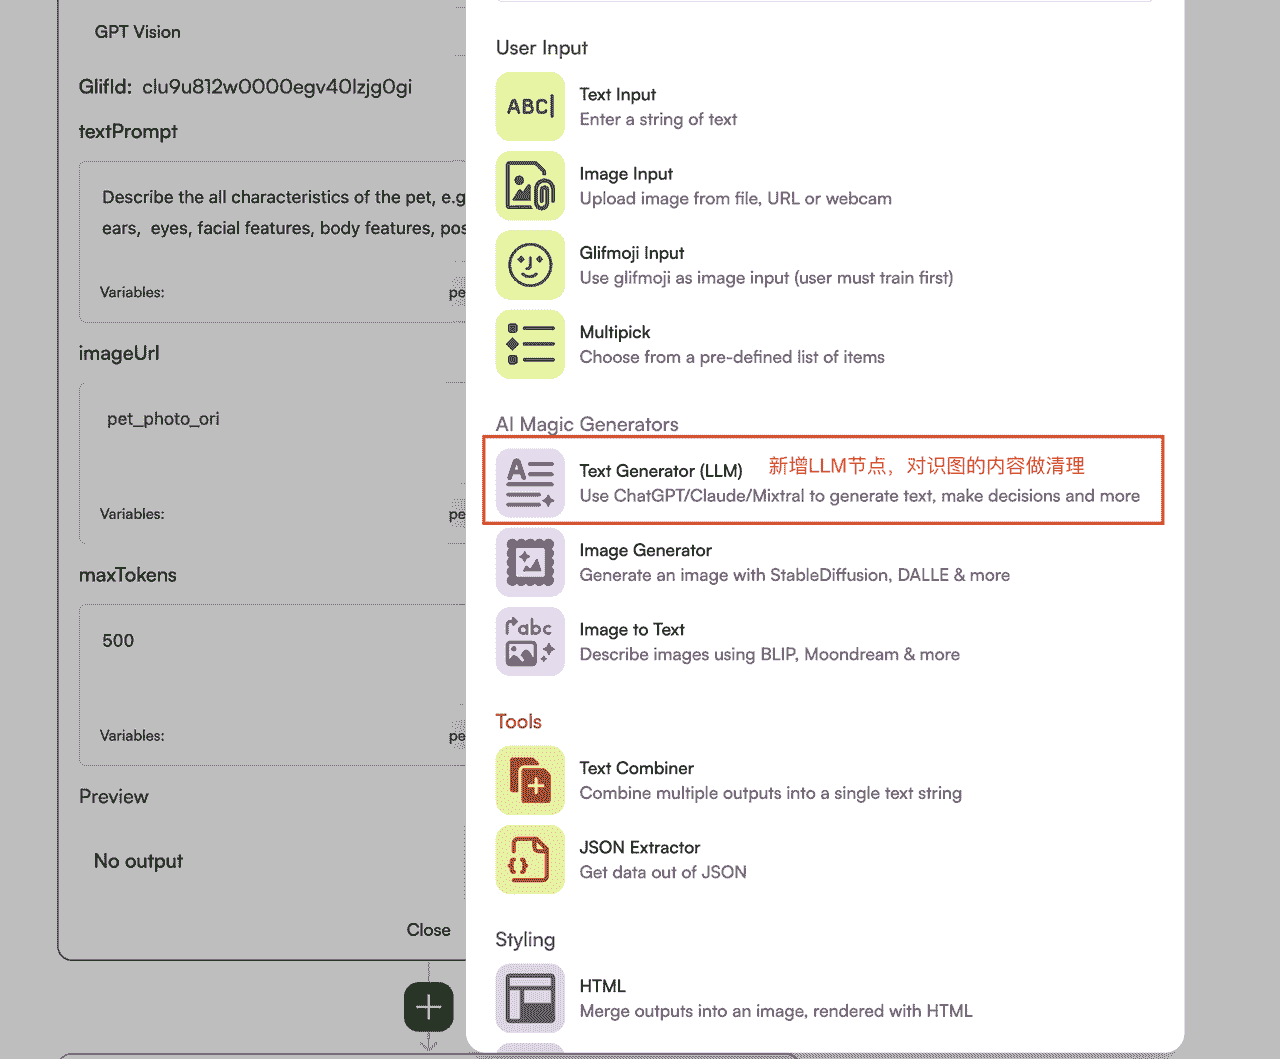 GPT Vision
GlifId: clu9u812w0000egv40lzjg0gi
textPrompt
Describe the all characteristics of the pet, e.g
ears, eyes, facial features, body features, pos
Variables:
pe
imageUrl
pet_photo_ori
Variables:
pe
maxTokens
500
Variables:
pe
Preview
No output
Close
User Input
ABC
Text Input
Enter a string of text
Image Input
Upload image from file, URL or webcam
Glifmoji Input
Use glifmoji as image input (user must train first)
Multipick
Choose from a pre-defined list of items
AI Magic Generators
A
Text Generator (LLM) 新增LLM节点，对识图的内容做清理
Use ChatGPT/Claude/Mixtral to generate text, make decisions and more
Image Generator
Generate an image with StableDiffusion, DALLE & more
abc
Image to Text
Describe images using BLIP, Moondream & more
Tools
Text Combiner
Combine multiple outputs into a single text string
JSON Extractor
Get data out of JSON
Styling
HTML
Merge outputs into an image, rendered with HTML